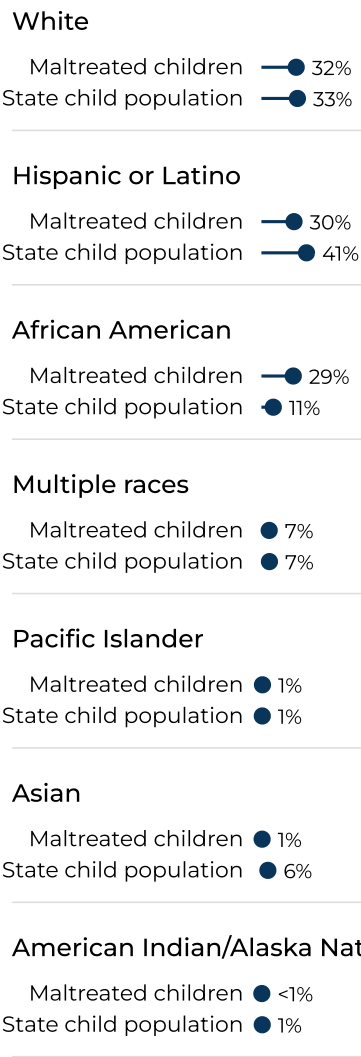 White
Maltreated children 32%
State child population 33%
Hispanic or Latino
Maltreated children 30%
State child population 41%
African American
Maltreated children 29%
State child population 11%
Multiple races
Maltreated children 7%
State child population 7%
Pacific Islander
Maltreated children 1%
State child population 1%
Asian
Maltreated children 1%
State child population 6%
American Indian/Alaska Nat
Maltreated children <1%
State child population 1%